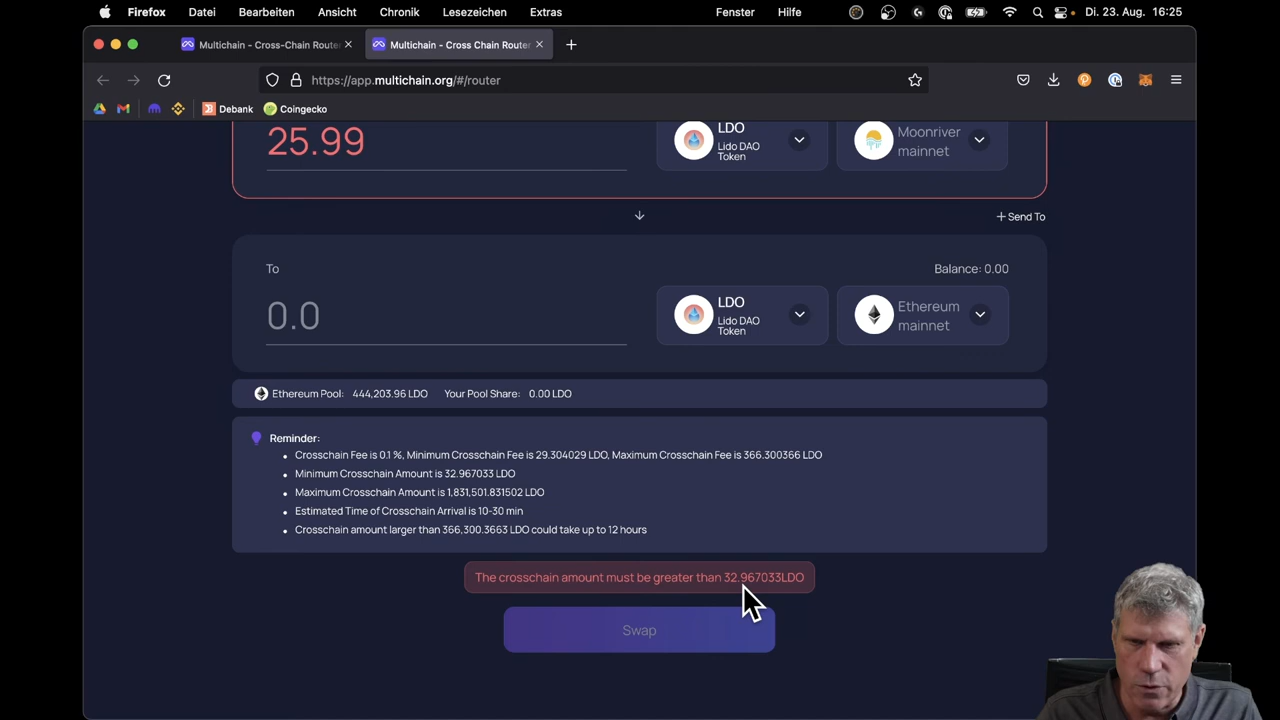 Firefox Datei Bearbeiten Ansicht Chronik Lesezeichen Extras Fenster Hilfe Di. 23. Aug. 16:25
Multichain - Cross-Chain Router Multichain - Cross Chain Router
https://app.multichain.org/#/router
Debank Coingecko
25.99
LDO
Lido DAO
Token
Moonriver
mainnet
Send To
To
Balance: 0.00
0.0
LDO
Lido DAO
Token
Ethereum
mainnet
Ethereum Pool: 444,203.96 LDO Your Pool Share: 0.00 LDO
Reminder:
Crosschain Fee is 0.1 %, Minimum Crosschain Fee is 29.304029 LDO, Maximum Crosschain Fee is 366.300366 LDO
Minimum Crosschain Amount is 32.967033 LDO
Maximum Crosschain Amount is 1,831,501.831502 LDO
Estimated Time of Crosschain Arrival is 10-30 min
Crosschain amount larger than 366,300.3663 LDO could take up to 12 hours
The crosschain amount must be greater than 32.967033LDO
Swap